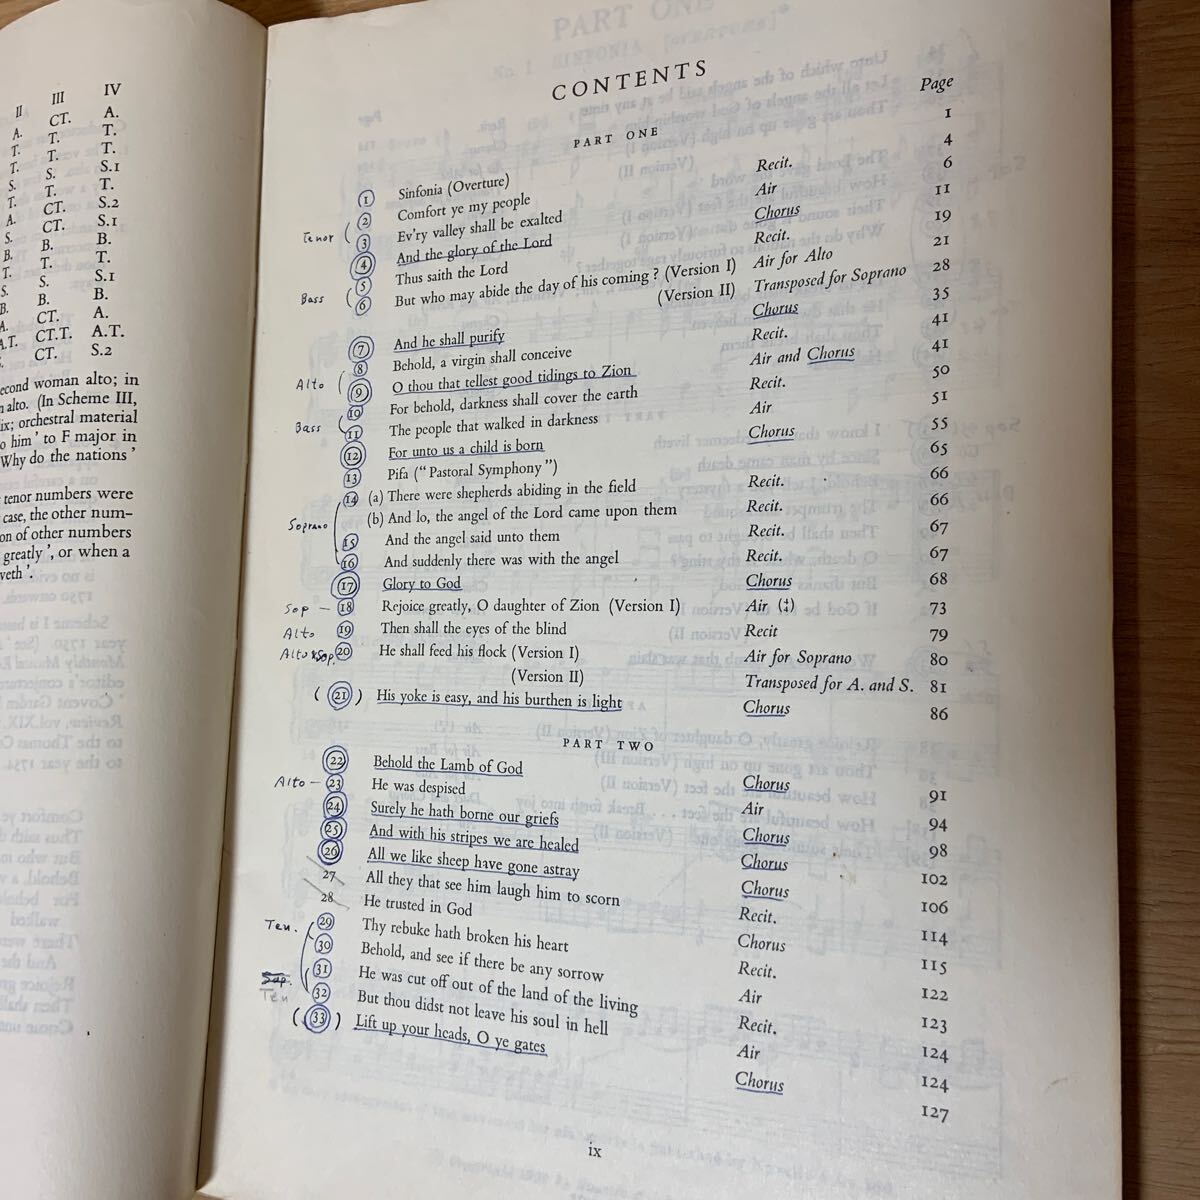 II III IV
A. CT. A.
T. T. T.
T. T. T.
S. S. S.1
T. T. T.
A. CT. S.2
S. CT. S.1
B. B. B.
T. T. T.
S. S. S.1
B. B. B.
A. CT. A.
A.T. CT.T. A.T.
CT. S.2
econd woman alto; in
alto. (In Scheme III,
ix; orchestral material
o him' to F major in
Why do the nations'
tenor numbers were
case, the other num-
on of other numbers
greatly', or when a
veth'.
CONTENTS
Page
PART ONE
1 Sinfonia (Overture) 1
Tenor ( 2 Comfort ye my people Recit. 4
3 Ev'ry valley shall be exalted Air 6
4 And the glory of the Lord Chorus 11
Bass ( 5 Thus saith the Lord Recit. 19
6 But who may abide the day of his coming? (Version I) Air for Alto 21
(Version II) Transposed for Soprano 28
7 And he shall purify Chorus 35
Alto ( 8 Behold, a virgin shall conceive Recit. 41
9 O thou that tellest good tidings to Zion Air and Chorus 41
Bass ( 10 For behold, darkness shall cover the earth Recit. 50
11 The people that walked in darkness Air 51
12 For unto us a child is born Chorus 55
13 Pifa ("Pastoral Symphony") 65
Soprano 14 (a) There were shepherds abiding in the field Recit. 66
(b) And lo, the angel of the Lord came upon them Recit. 66
15 And the angel said unto them Recit. 67
16 And suddenly there was with the angel Recit. 67
17 Glory to God Chorus 68
Sop – 18 Rejoice greatly, O daughter of Zion (Version I) Air (4/4) 73
Alto 19 Then shall the eyes of the blind Recit 79
Alto & Sop. 20 He shall feed his flock (Version I) Air for Soprano 80
(Version II) Transposed for A. and S. 81
(21) His yoke is easy, and his burthen is light Chorus 86
PART TWO
22 Behold the Lamb of God Chorus 91
Alto – 23 He was despised Air 94
24 Surely he hath borne our griefs Chorus 98
25 And with his stripes we are healed Chorus 102
26 All we like sheep have gone astray Chorus 106
27 All they that see him laugh him to scorn Recit. 114
28 He trusted in God Chorus 115
Ten. 29 Thy rebuke hath broken his heart Recit. 122
30 Behold, and see if there be any sorrow Air 123
Sop. 31 He was cut off out of the land of the living Recit. 124
Ten 32 But thou didst not leave his soul in hell Air 124
(33) Lift up your heads, O ye gates Chorus 127
ix